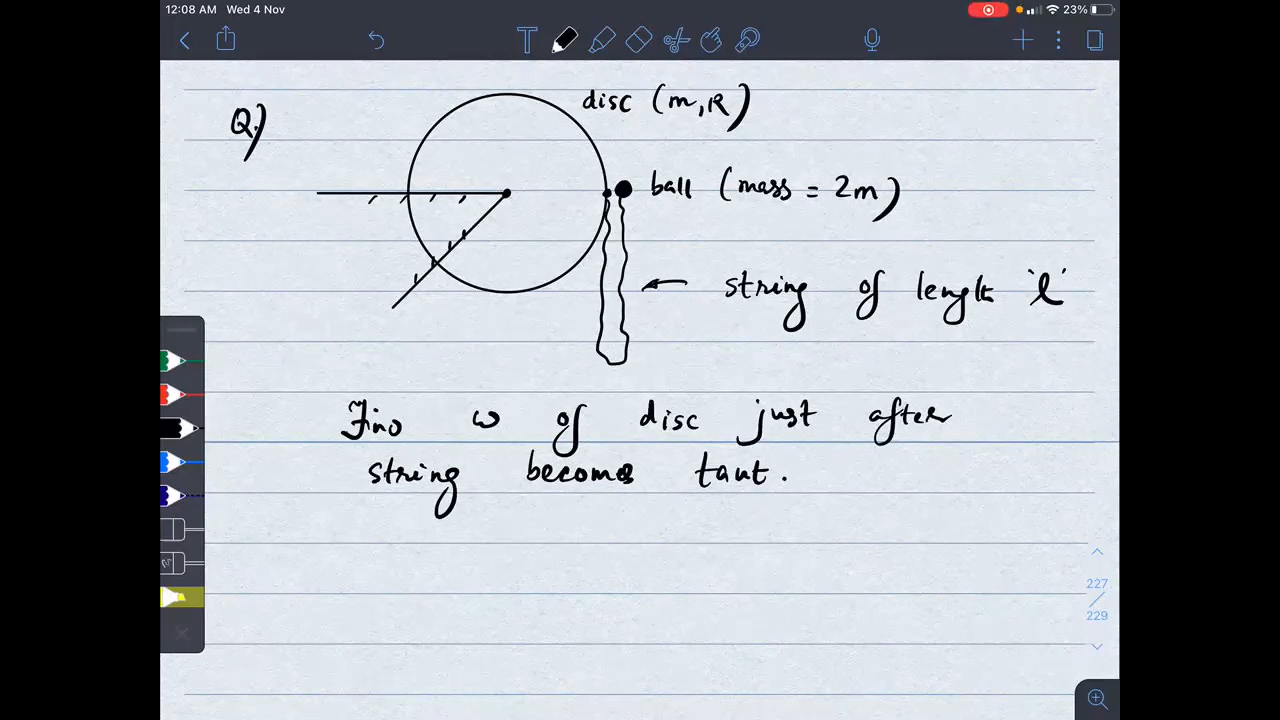 12:08 AM Wed 4 Nov
23%
Q.)
disc (m,R)
ball (mass = 2m)
string of length 'l'
Find ω of disc just after
string becomes taut.
227
229